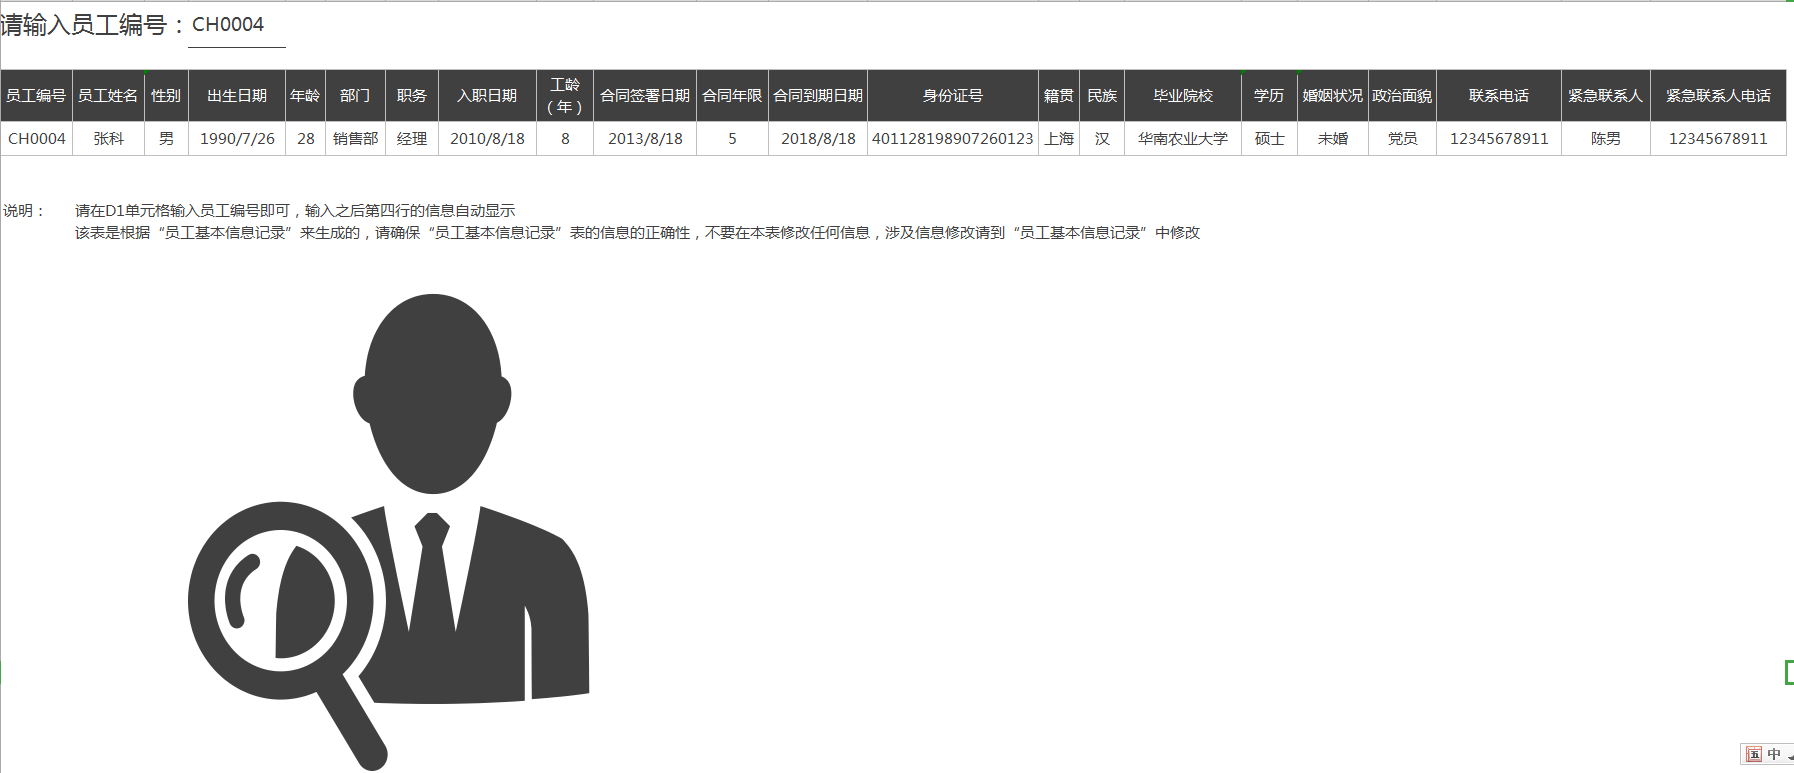 请输入员工编号：CH0004
员工编号 员工姓名 性别 出生日期 年龄 部门 职务 入职日期 工龄（年） 合同签署日期 合同年限 合同到期日期 身份证号 籍贯 民族 毕业院校 学历 婚姻状况 政治面貌 联系电话 紧急联系人 紧急联系人电话
CH0004 张科 男 1990/7/26 28 销售部 经理 2010/8/18 8 2013/8/18 5 2018/8/18 401128198907260123 上海 汉 华南农业大学 硕士 未婚 党员 12345678911 陈男 12345678911
说明： 请在D1单元格输入员工编号即可，输入之后第四行的信息自动显示
该表是根据“员工基本信息记录”来生成的，请确保“员工基本信息记录”表的信息的正确性，不要在本表修改任何信息，涉及信息修改请到“员工基本信息记录”中修改
五 中